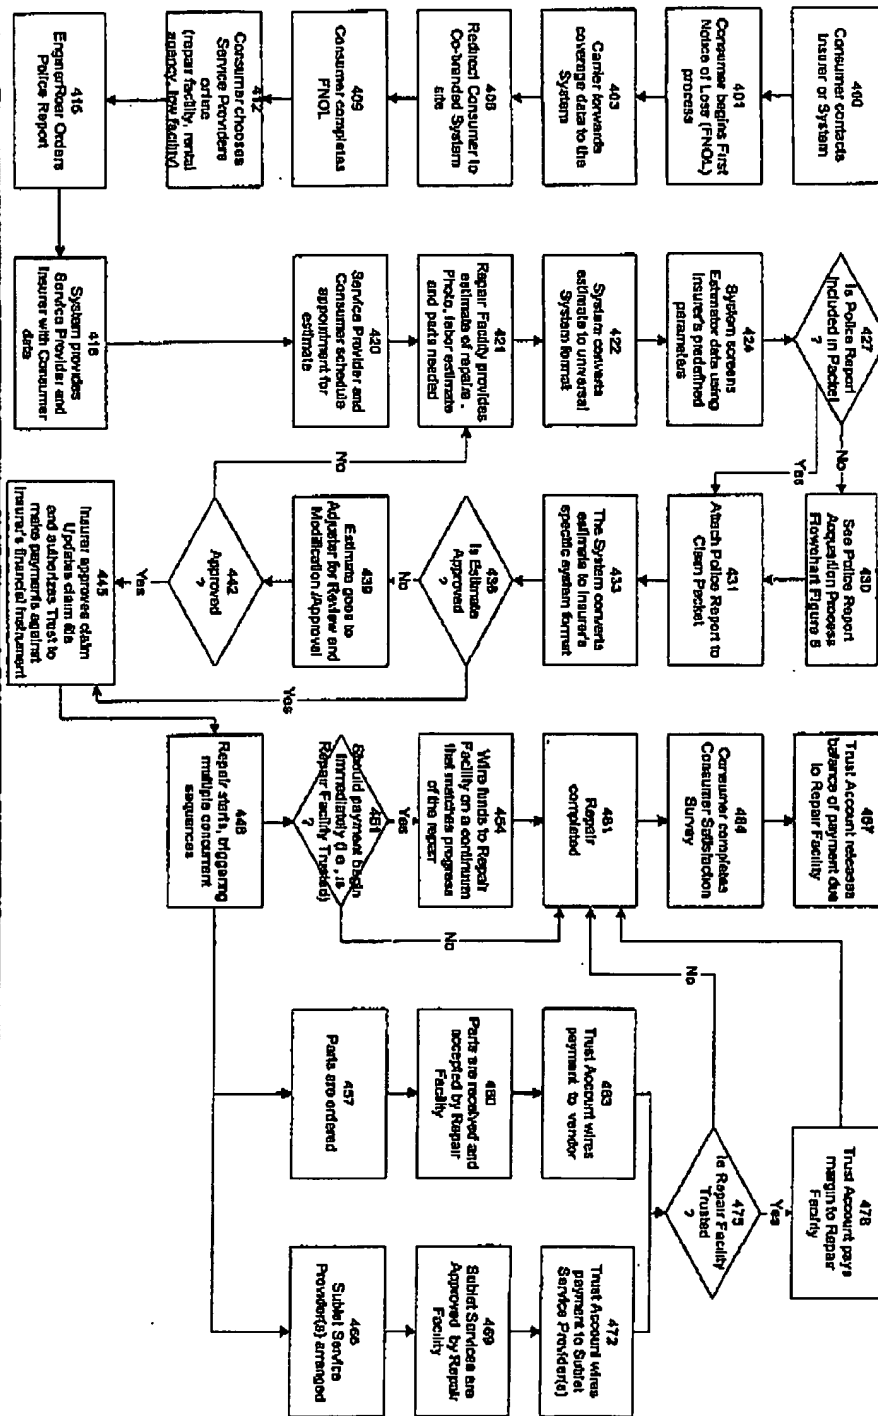 400
Consumer contacts
Insurer or System
401
Consumer begins First
Notice of Loss (FNOL)
process
403
Carrier forwards
coverage data to the
System
406
Redirect Consumer to
Co-branded System
site
409
Consumer completes
FNOL
412
Consumer chooses
Service Providers
online
(repair facility, rental
agency, tow facility)
415
Engine/User Orders
Police Report
418
System provides
Service Provider and
Insurer with Consumer
data
420
Service Provider and
Consumer schedule
appointment for
estimate
421
Repair Facility provides
estimate of repairs -
Photo, labor estimate
and parts needed
422
System converts
estimate to universal
System format
424
System screens
Estimator data using
Insurer's predefined
parameters
427
Is Police Report
Included in Packet
?
No
Yes
430
See Police Report
Acquisition Process
Flowchart Figure 5
431
Attach Police Report to
Claim Packet
433
The System converts
estimate to Insurer's
specific system format
436
Is Estimate
Approved
?
No
Yes
439
Estimate goes to
Adjuster for Review and
Modification /Approval
442
Approved
?
No
Yes
445
Insurer approves claim
Updates claim file
and authorizes Trust to
make payments against
Insurer's financial instrument
448
Repair starts, triggering
multiple concurrent
sequences
451
Should payment begin
Immediately (i.e., is
Repair Facility Trusted)
?
Yes
No
454
Wire funds to Repair
Facility on a continuum
that matches progress
of the repair
481
Repair
completed
484
Consumer completes
Consumer Satisfaction
Survey
487
Trust Account releases
balance of payment due
to Repair Facility
457
Parts are ordered
460
Parts are received and
accepted by Repair
Facility
463
Trust Account wires
payment to vendor
466
Sublet Service
Provider(s) arranged
469
Sublet Services are
Approved by Repair
Facility
472
Trust Account wires
payment to Sublet
Service Provider(s)
475
Is Repair Facility
Trusted
?
No
Yes
478
Trust Account pays
margin to Repair
Facility